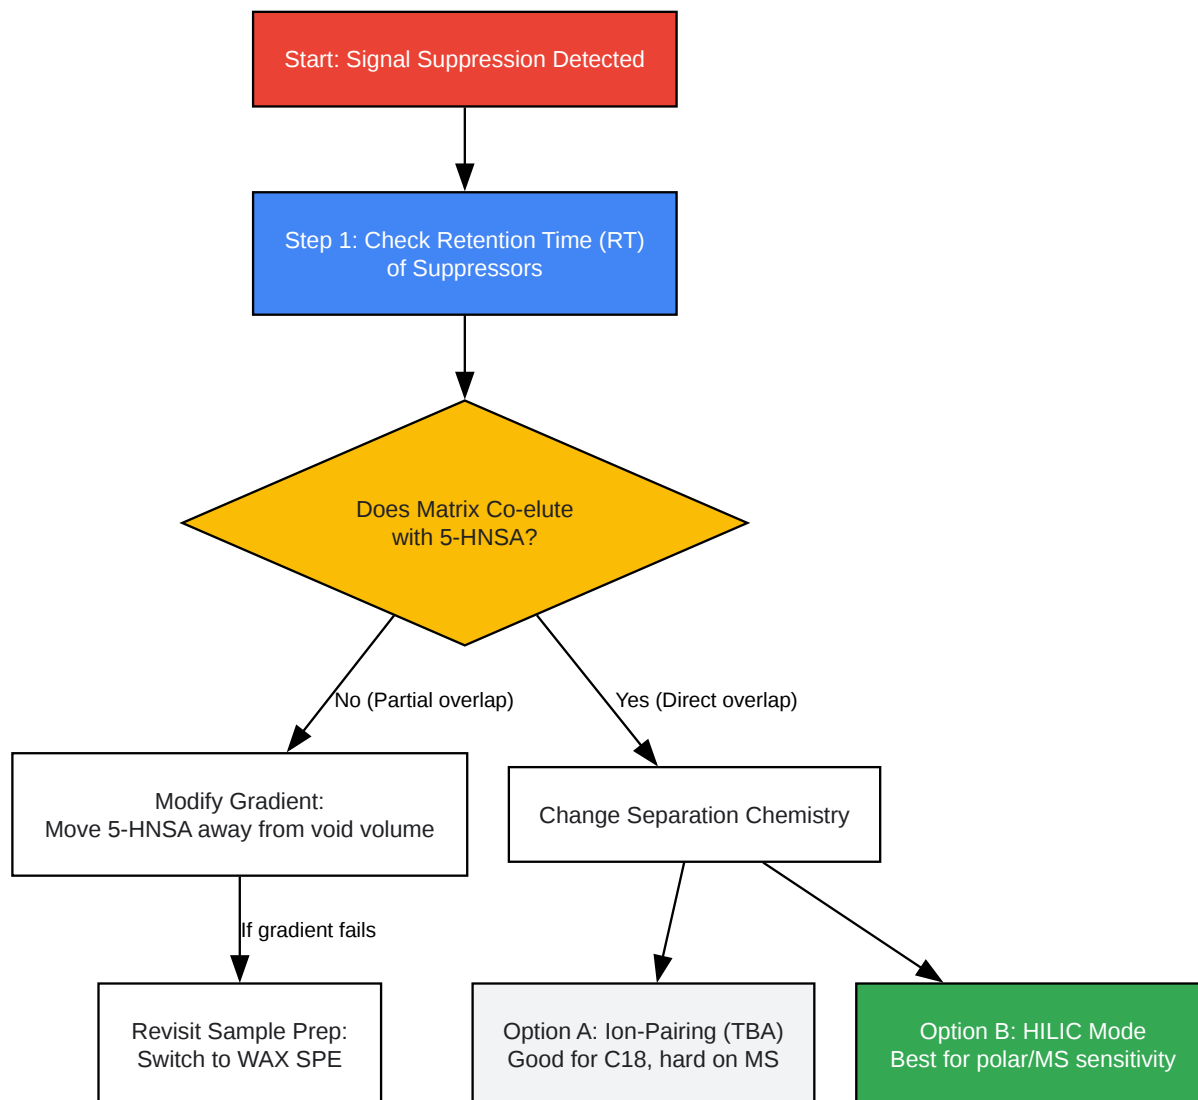 Start: Signal Suppression Detected
Step 1: Check Retention Time (RT)
of Suppressors
Does Matrix Co-elute
with 5-HNSA?
No (Partial overlap)
Yes (Direct overlap)
Modify Gradient:
Move 5-HNSA away from void volume
Change Separation Chemistry
If gradient fails
Revisit Sample Prep:
Switch to WAX SPE
Option A: Ion-Pairing (TBA)
Good for C18, hard on MS
Option B: HILIC Mode
Best for polar/MS sensitivity